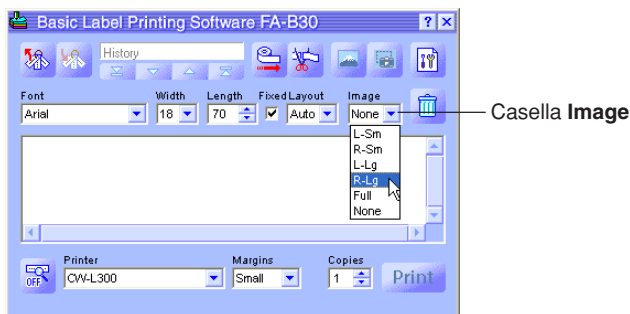 Basic Label Printing Software FA-B30
History
Font Width Length Fixed Layout Image
Arial 18 70 Auto None
Casella Image
L-Sm
R-Sm
L-Lg
R-Lg
Full
None
Printer Margins Copies
OFF CW-L300 Small 1 Print